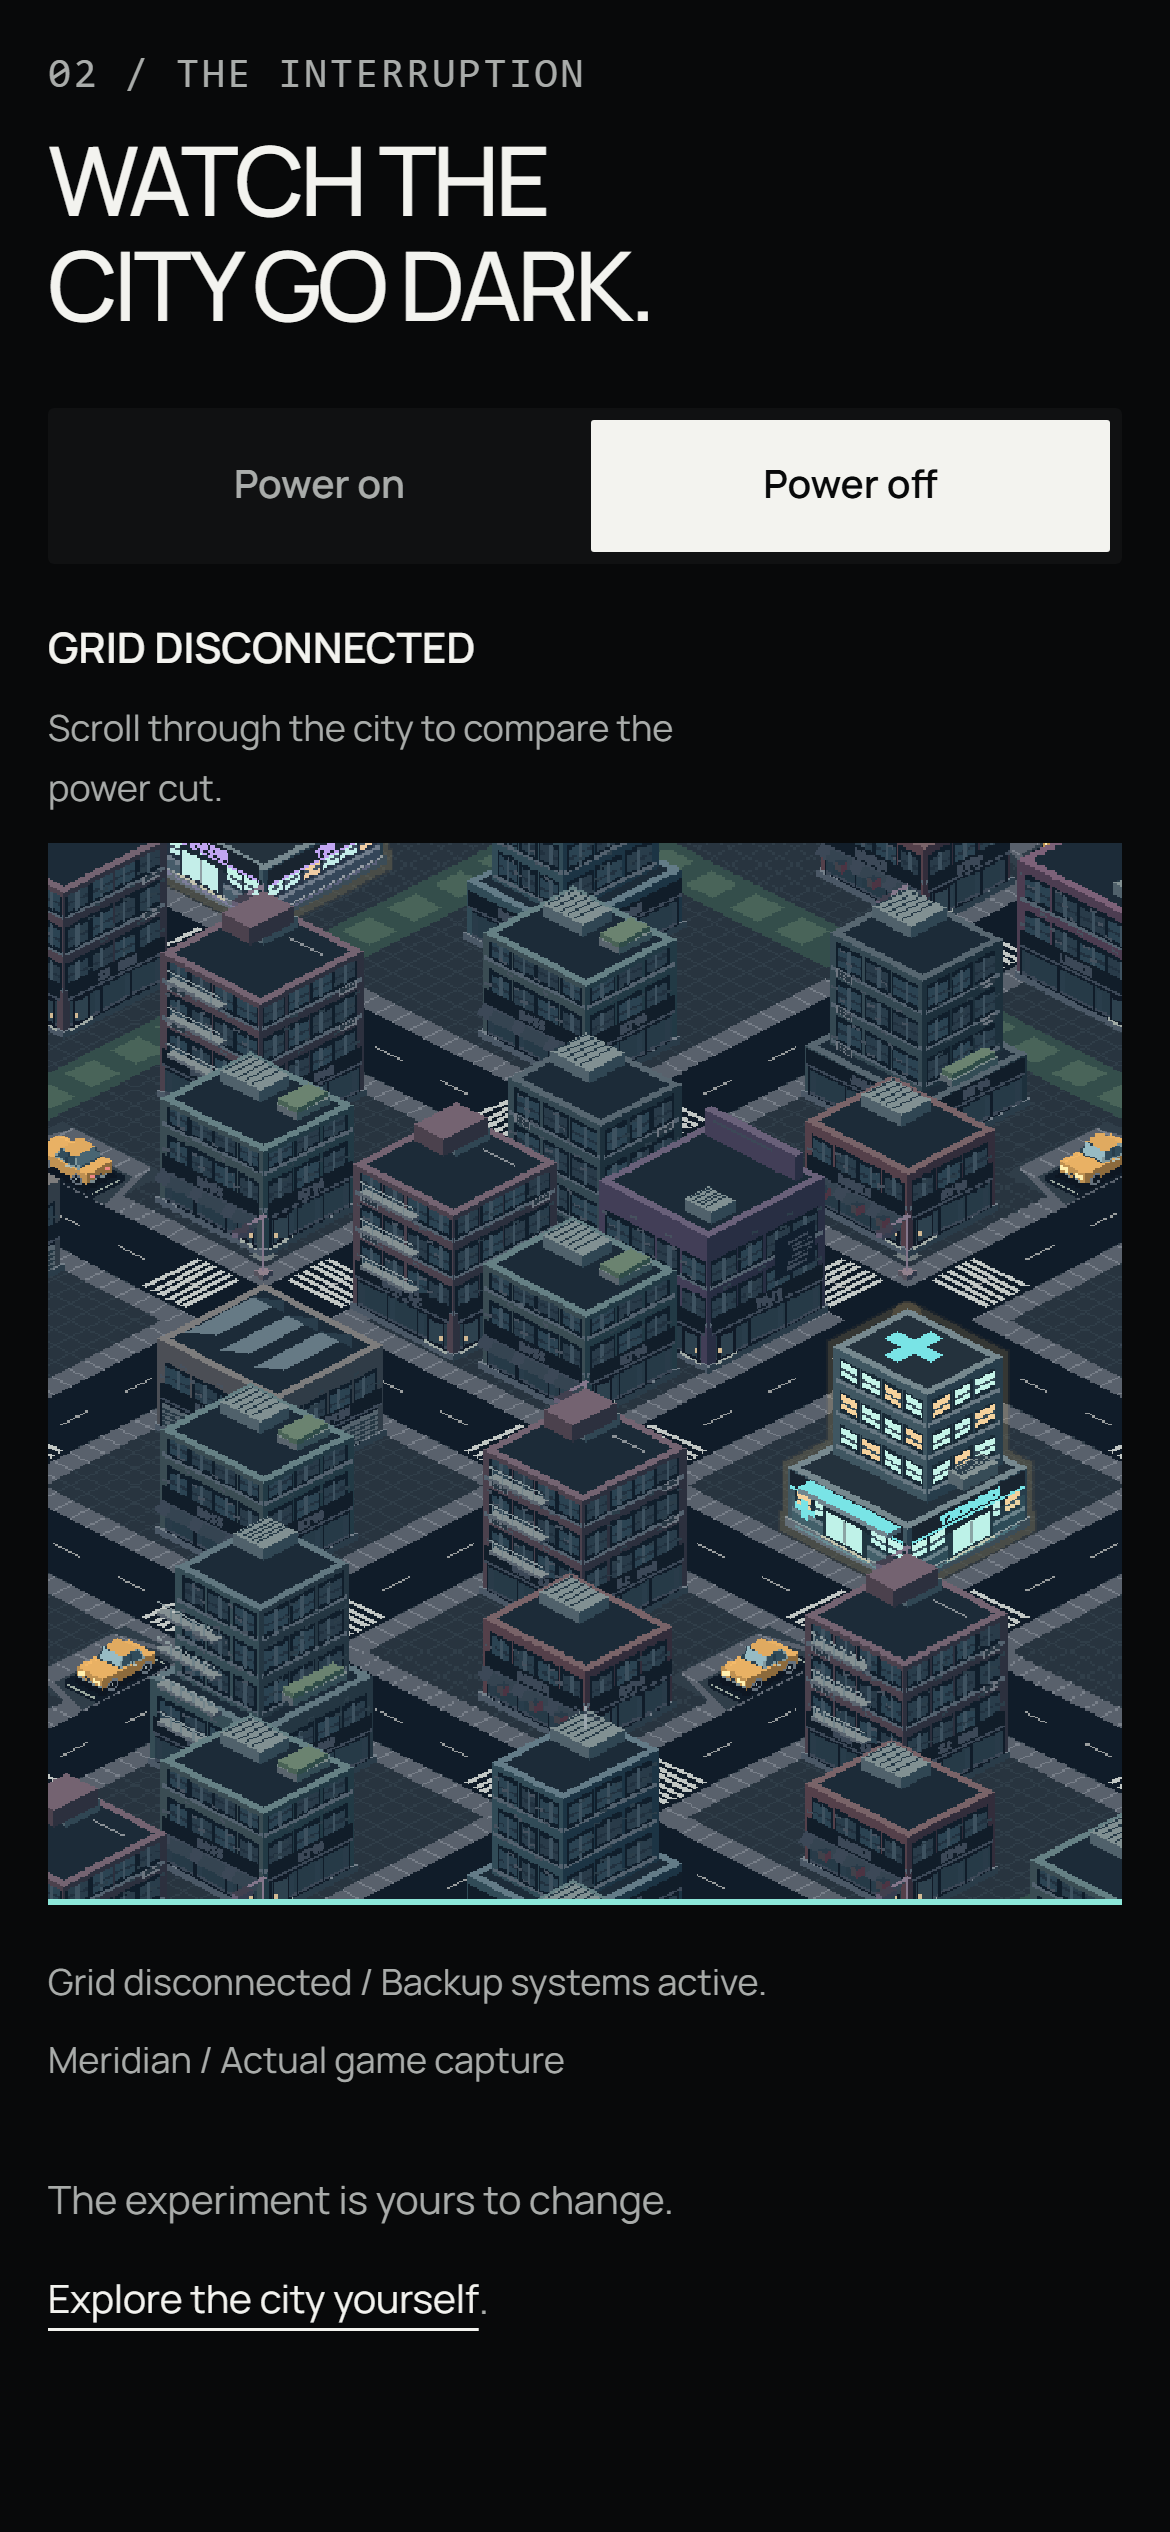 02 / THE INTERRUPTION
WATCH THE
CITY GO DARK.
Power on
Power off
GRID DISCONNECTED
Scroll through the city to compare the
power cut.
Grid disconnected / Backup systems active.
Meridian / Actual game capture
The experiment is yours to change.
Explore the city yourself.